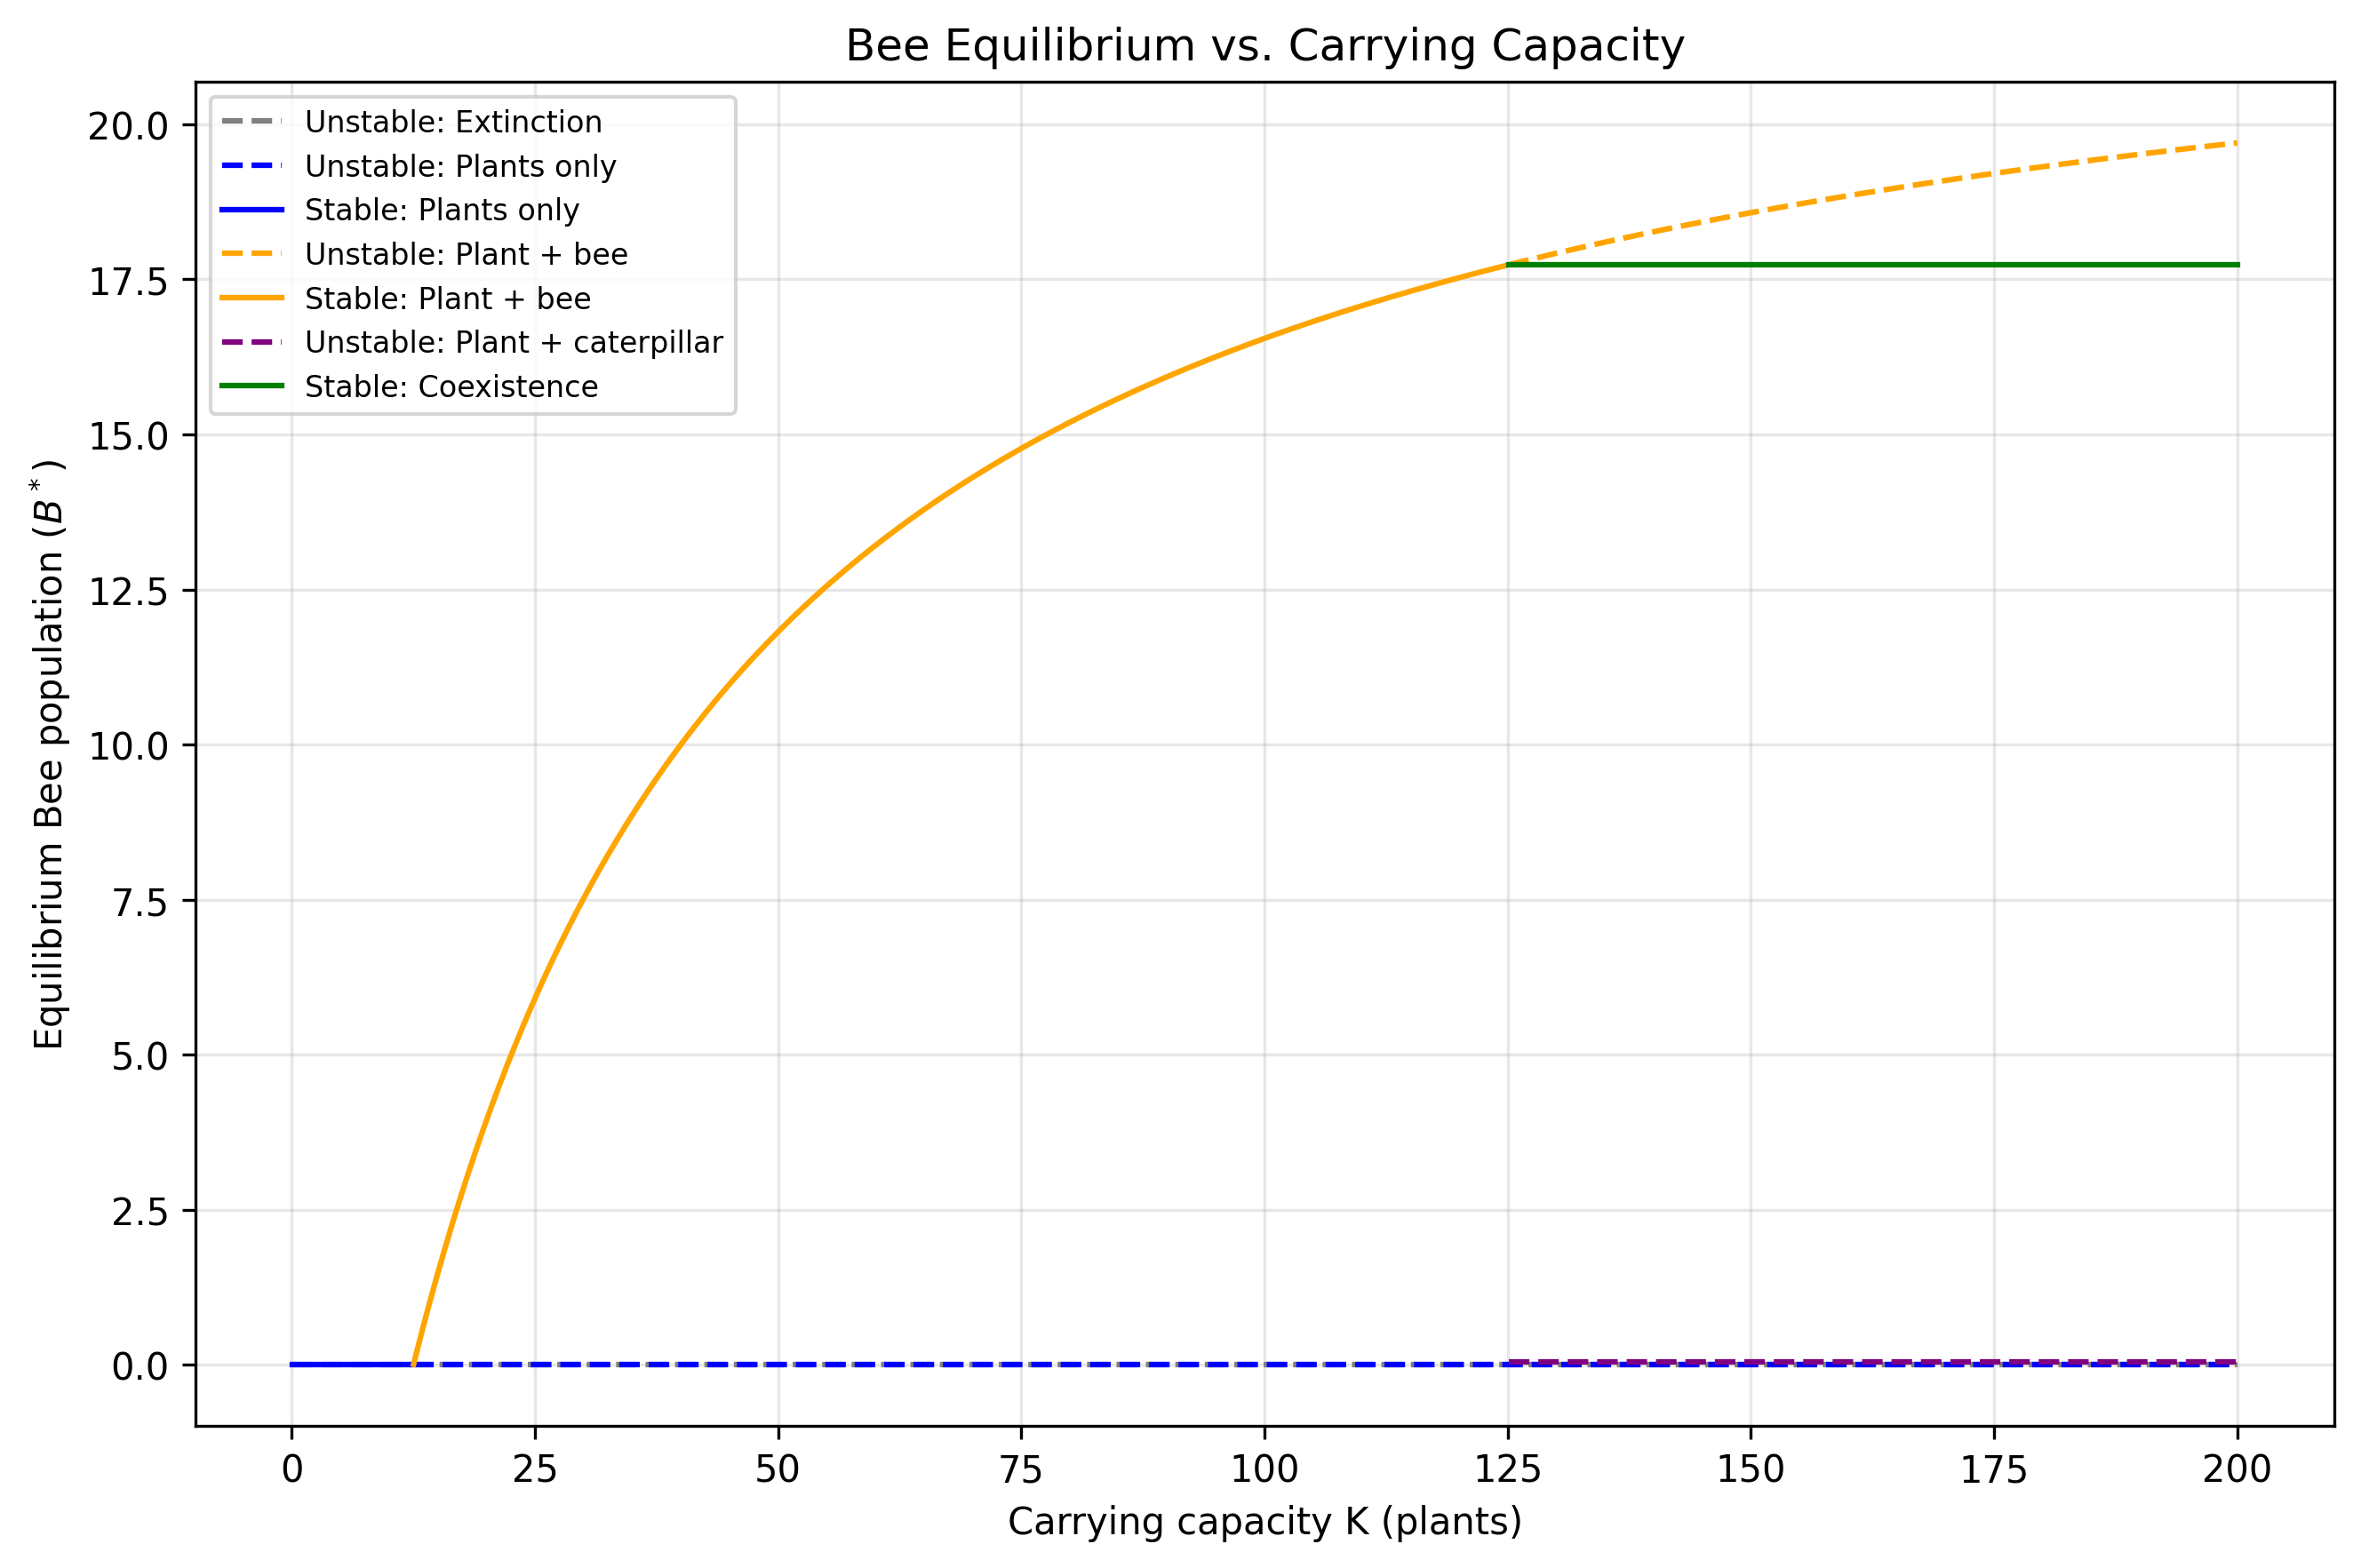 Bee Equilibrium vs. Carrying Capacity
Unstable: Extinction
Unstable: Plants only
Stable: Plants only
Unstable: Plant + bee
Stable: Plant + bee
Unstable: Plant + caterpillar
Stable: Coexistence
20.0
17.5
15.0
12.5
10.0
7.5
5.0
2.5
0.0
Equilibrium Bee population (B*)
0 25 50 75 100 125 150 175 200
Carrying capacity K (plants)